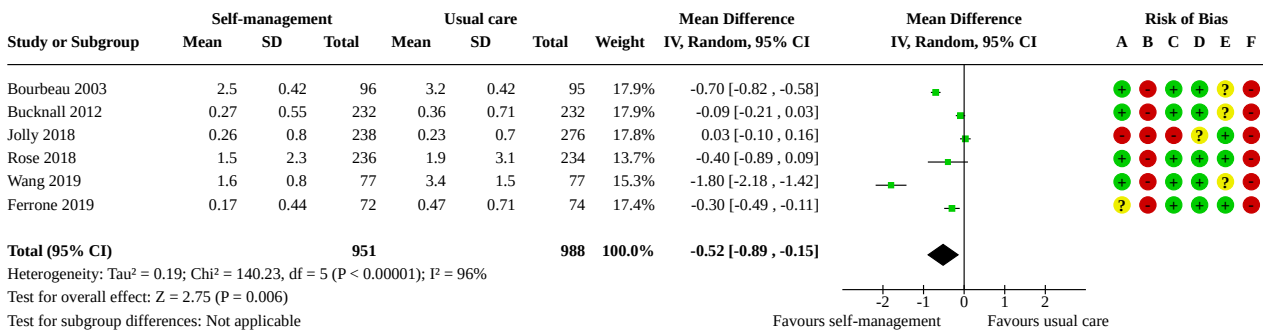 Self-management Usual care Mean Difference Mean Difference Risk of Bias
Study or Subgroup Mean SD Total Mean SD Total Weight IV, Random, 95% CI IV, Random, 95% CI A B C D E F
Bourbeau 2003 2.5 0.42 96 3.2 0.42 95 17.9% -0.70 [-0.82 , -0.58] + - + + ? -
Bucknall 2012 0.27 0.55 232 0.36 0.71 232 17.9% -0.09 [-0.21 , 0.03] + - + + ? -
Jolly 2018 0.26 0.8 238 0.23 0.7 276 17.8% 0.03 [-0.10 , 0.16] - - - ? + -
Rose 2018 1.5 2.3 236 1.9 3.1 234 13.7% -0.40 [-0.89 , 0.09] + - + + + -
Wang 2019 1.6 0.8 77 3.4 1.5 77 15.3% -1.80 [-2.18 , -1.42] + - + + ? -
Ferrone 2019 0.17 0.44 72 0.47 0.71 74 17.4% -0.30 [-0.49 , -0.11] ? - + + + -
Total (95% CI) 951 988 100.0% -0.52 [-0.89 , -0.15]
Heterogeneity: Tau² = 0.19; Chi² = 140.23, df = 5 (P < 0.00001); I² = 96%
Test for overall effect: Z = 2.75 (P = 0.006) -2 -1 0 1 2
Test for subgroup differences: Not applicable Favours self-management Favours usual care